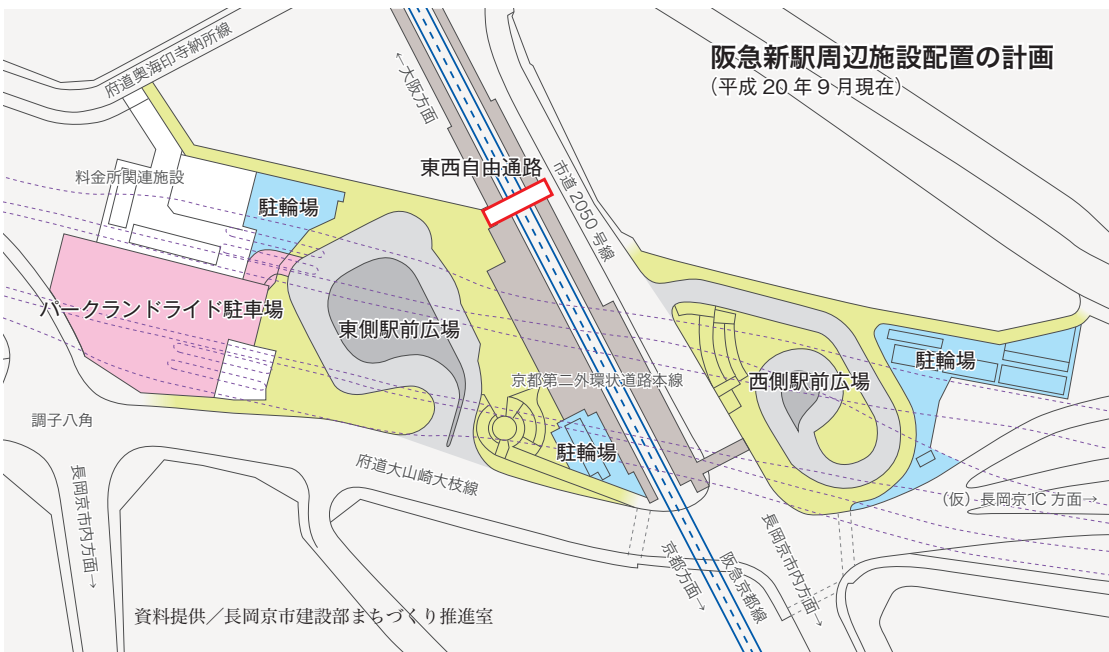 阪急新駅周辺施設配置の計画
（平成 20 年 9 月現在）
府道奥海印寺納所線
←大阪方面
東西自由通路
市道 2050 号線
料金所関連施設
駐輪場
パークランドライド駐車場
東側駅前広場
京都第二外環状道路本線
西側駅前広場
駐輪場
調子八角
駐輪場
府道大山崎大枝線
長岡京市内方面→
（仮）長岡京 IC 方面→
京都方面→
阪急京都線
長岡京市内方面→
資料提供／長岡京市建設部まちづくり推進室